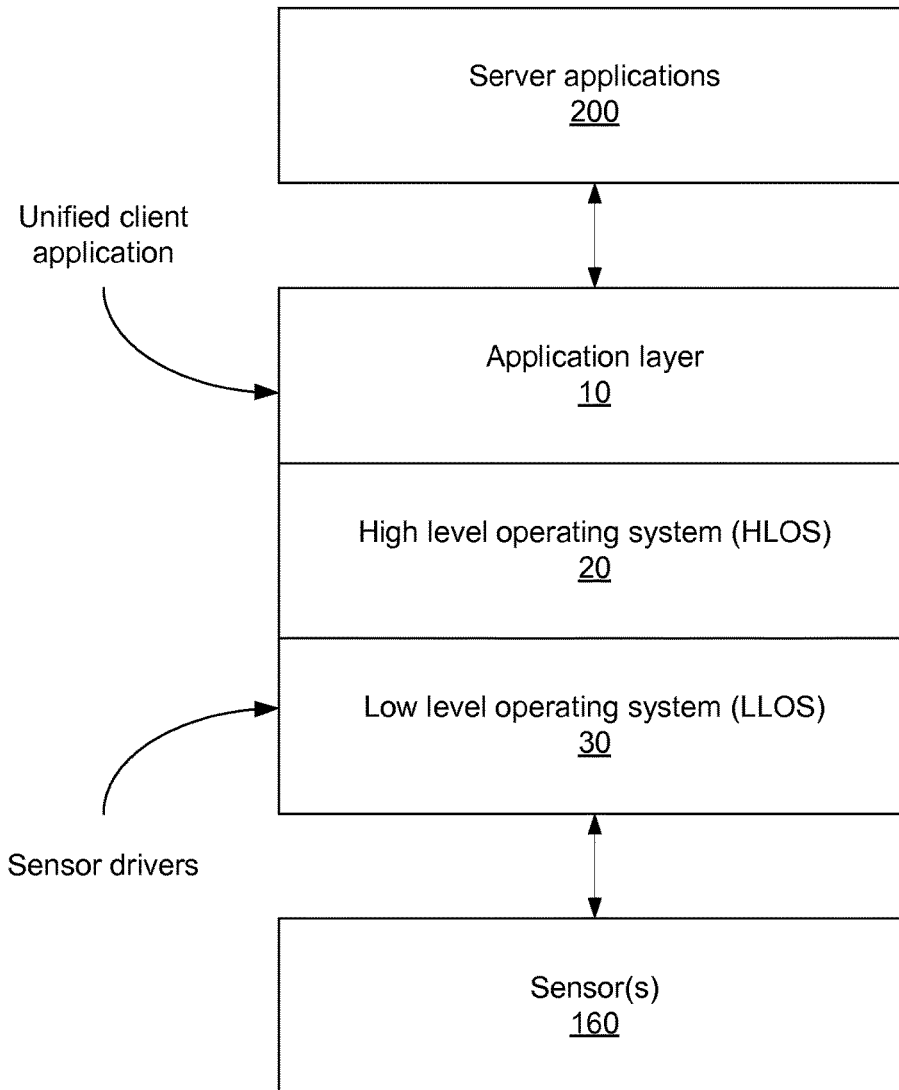 Server applications
200
Unified client
application
Application layer
10
High level operating system (HLOS)
20
Low level operating system (LLOS)
30
Sensor drivers
Sensor(s)
160